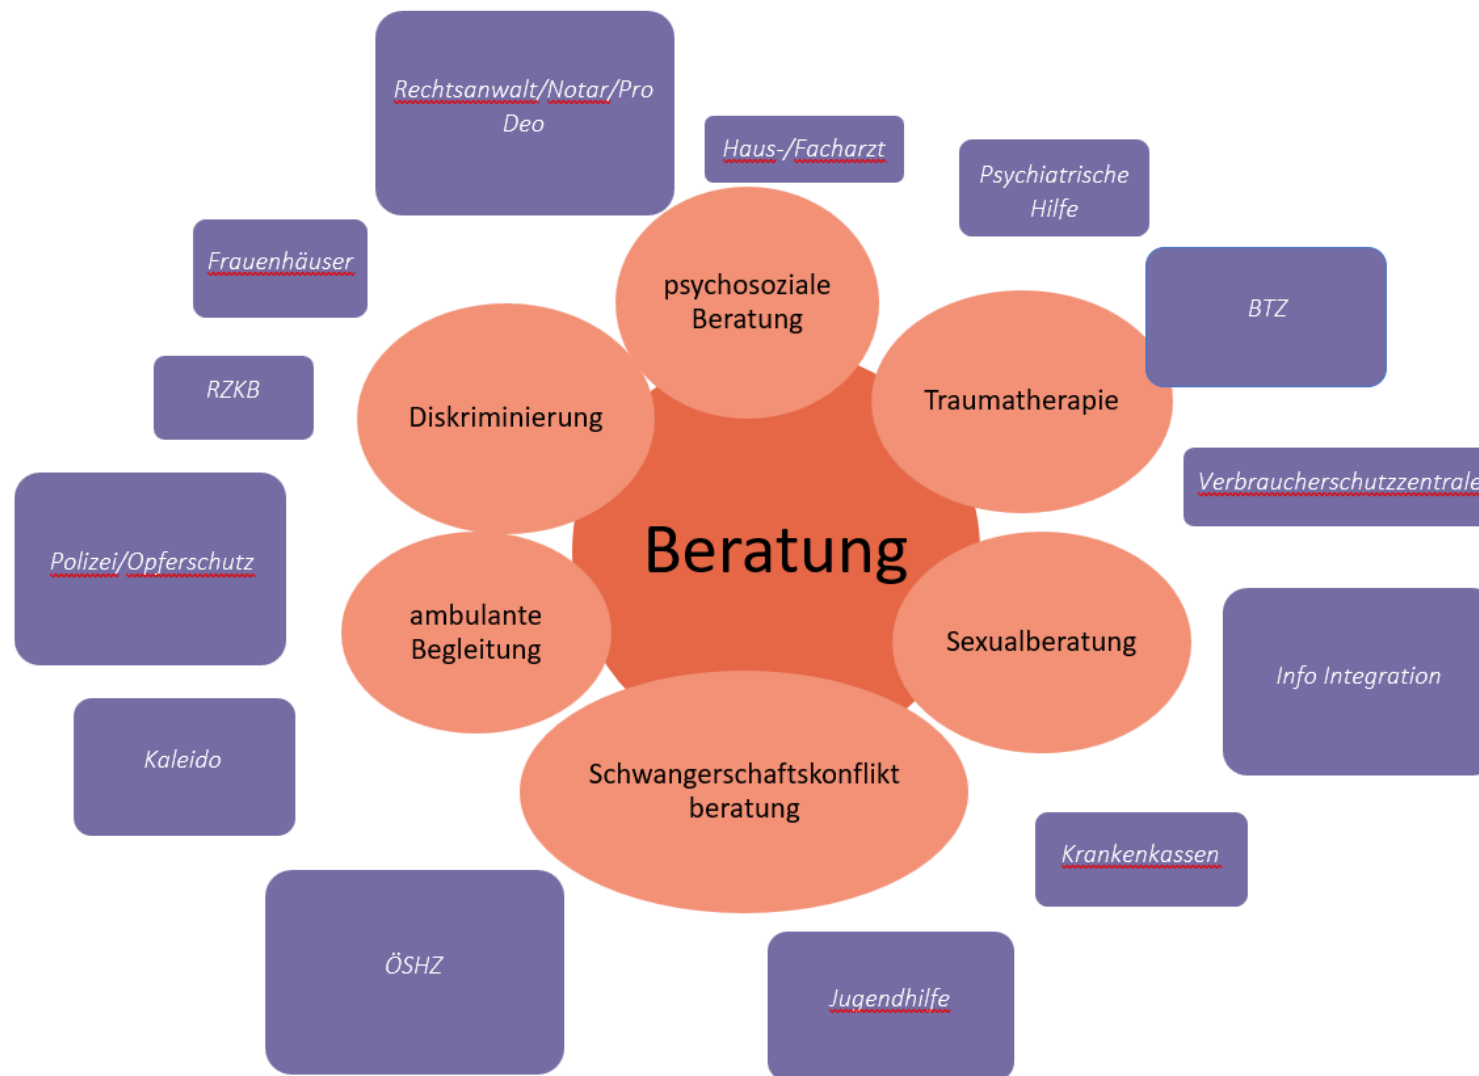 Rechtsanwalt/Notar/Pro
Deo
Haus-/Facharzt
Psychiatrische
Hilfe
Frauenhäuser
psychosoziale
Beratung
BTZ
RZKB
Diskriminierung
Traumatherapie
Verbraucherschutzzentrale
Polizei/Opferschutz
Beratung
ambulante
Begleitung
Sexualberatung
Info Integration
Kaleido
Schwangerschaftskonflikt
beratung
Krankenkassen
ÖSHZ
Jugendhilfe